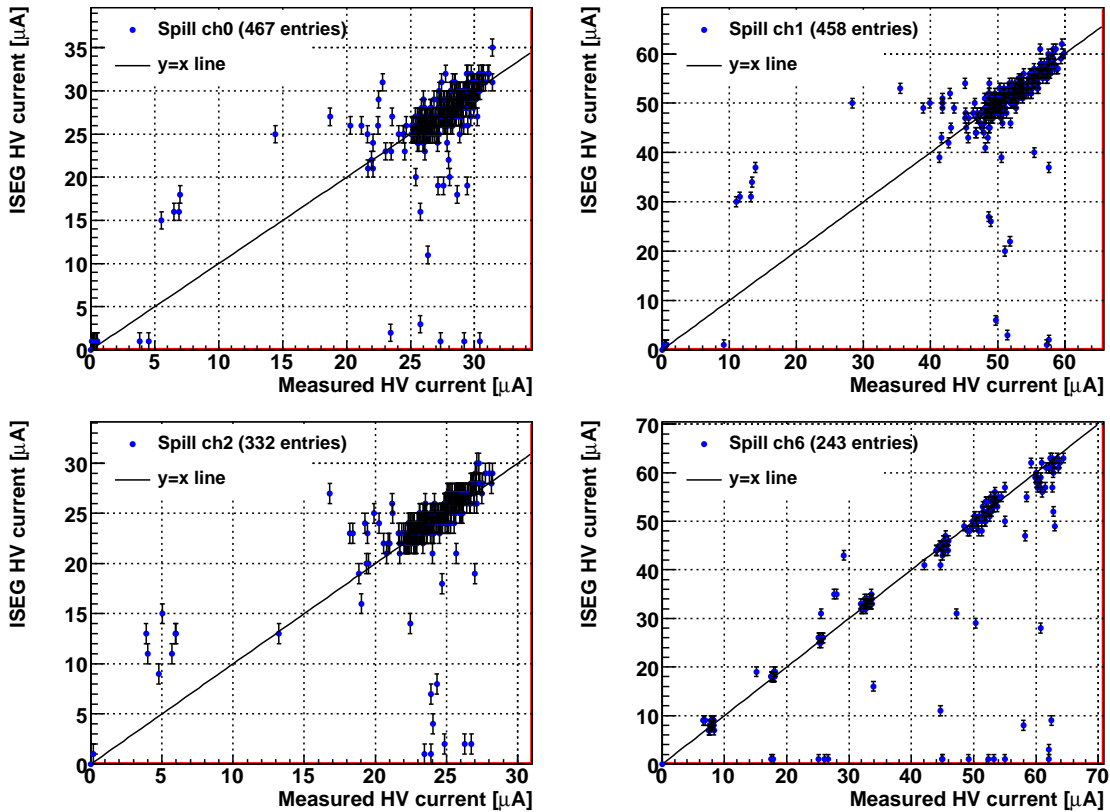 ISEG HV current [μA]
Spill ch0 (467 entries)
y=x line
35
30
25
20
15
10
5
0
0 5 10 15 20 25 30
Measured HV current [μA]
ISEG HV current [μA]
Spill ch1 (458 entries)
y=x line
60
50
40
30
20
10
0
0 10 20 30 40 50 60
Measured HV current [μA]
ISEG HV current [μA]
Spill ch2 (332 entries)
y=x line
30
25
20
15
10
5
0
0 5 10 15 20 25 30
Measured HV current [μA]
ISEG HV current [μA]
Spill ch6 (243 entries)
y=x line
70
60
50
40
30
20
10
0
0 10 20 30 40 50 60 70
Measured HV current [μA]